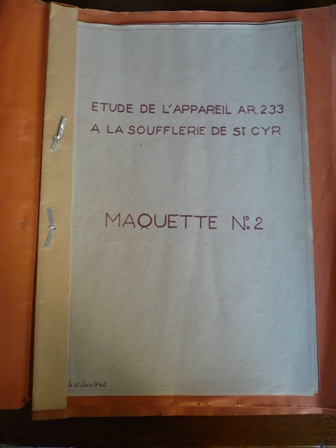 ETUDE DE L'APPAREIL AR.233
A LA SOUFFLERIE DE ST CYR
MAQUETTE N°.2